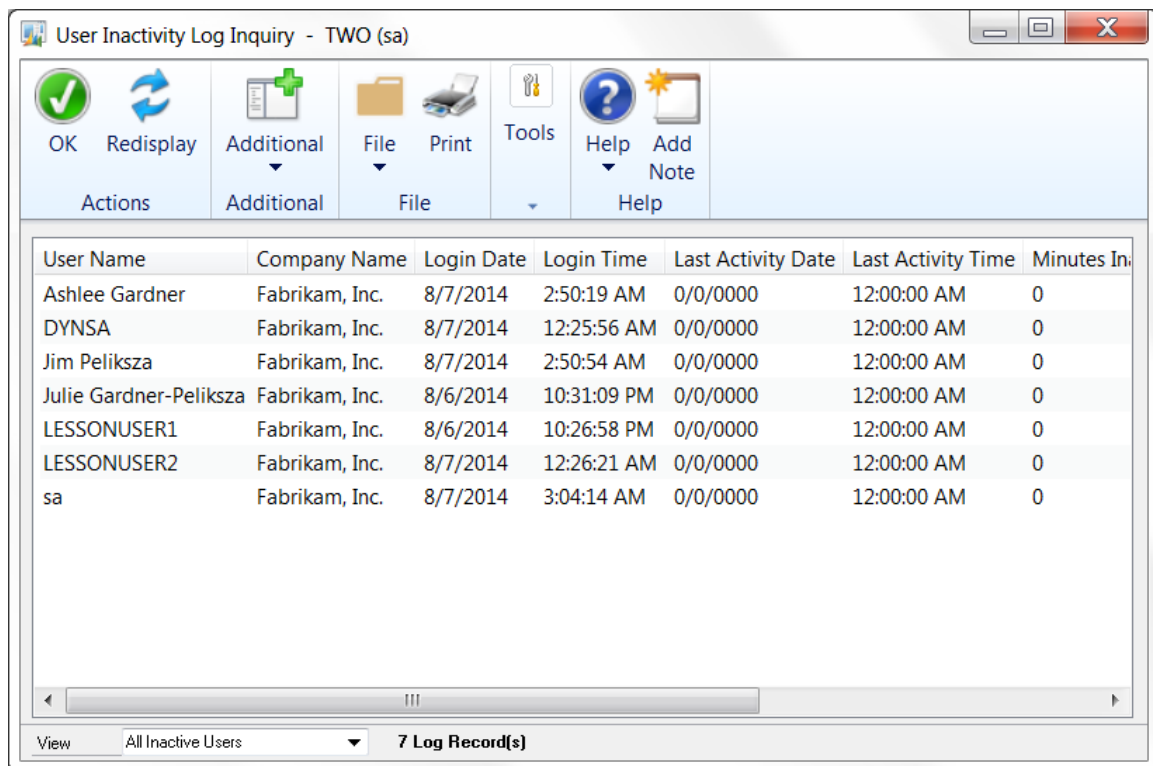 User Inactivity Log Inquiry - TWO (sa)
OK Redisplay Additional File Print Tools Help Add Note
Actions Additional File Help
User Name Company Name Login Date Login Time Last Activity Date Last Activity Time Minutes
Ashlee Gardner Fabrikam, Inc. 8/7/2014 2:50:19 AM 0/0/0000 12:00:00 AM 0
DYNSA Fabrikam, Inc. 8/7/2014 12:25:56 AM 0/0/0000 12:00:00 AM 0
Jim Peliksza Fabrikam, Inc. 8/7/2014 2:50:54 AM 0/0/0000 12:00:00 AM 0
Julie Gardner-Peliksza Fabrikam, Inc. 8/6/2014 10:31:09 PM 0/0/0000 12:00:00 AM 0
LESSONUSER1 Fabrikam, Inc. 8/6/2014 10:26:58 PM 0/0/0000 12:00:00 AM 0
LESSONUSER2 Fabrikam, Inc. 8/7/2014 12:26:21 AM 0/0/0000 12:00:00 AM 0
sa Fabrikam, Inc. 8/7/2014 3:04:14 AM 0/0/0000 12:00:00 AM 0
View All Inactive Users 7 Log Record(s)